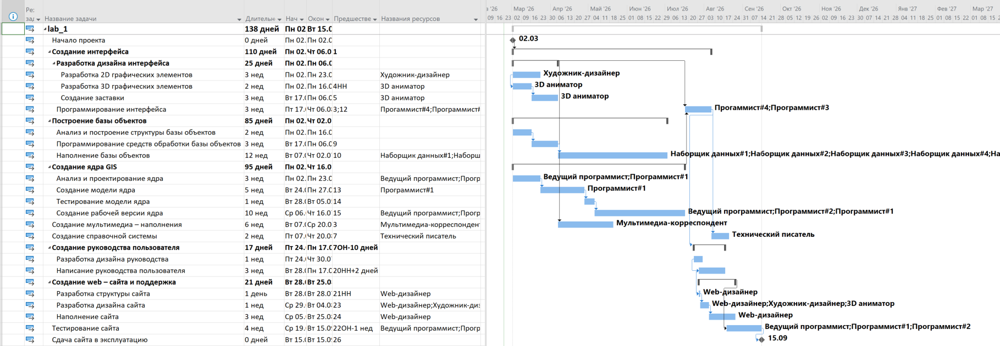 Ре: зад Название задачи Длительн Нач Окон Предшестве Названия ресурсов
в '26 Мар '26 Апр '26 Май '26 Июн '26 Июл '26 Авг '26 Сен '26 Окт '26 Ноя '26 Дек '26 Янв '27 Фев '27 Мар '27
09 16 23 02 09 16 23 30 06 13 20 27 04 11 18 25 01 08 15 22 29 06 13 20 27 03 10 17 24 31 07 14 21 28 05 12 19 26 02 09 16 23 30 07 14 21 28 04 11 18 25 01 08 15 22 01 08 15
lab_1 138 дней Пн 02 Вт 15.0
Начало проекта 0 дней Пн 02. Пн 02.0 02.03
Создание интерфейса 110 дней Пн 02. Чт 06.0 1
Разработка дизайна интерфейса 25 дней Пн 02. Пн 06.0
Разработка 2D графических элементов 3 нед Пн 02. Пн 23.0 Художник-дизайнер Художник-дизайнер
Разработка 3D графических элементов 2 нед Пн 02. Пн 16.0 4НН 3D аниматор 3D аниматор
Создание заставки 3 нед Вт 17.0 Пн 06.0 5 3D аниматор 3D аниматор
Программирование интерфейса 3 нед Пт 17. Чт 06.0 3;12 Прогаммист#4;Программист# Прогаммист#4;Программист#3
Построение базы объектов 85 дней Пн 02. Чт 02.0
Анализ и построение структуры базы объектов 2 нед Пн 02. Пн 16.0
Программирование средств обработки базы объектов 3 нед Вт 17.0 Пн 06.0 9
Наполнение базы объектов 12 нед Вт 07.0 Чт 02.0 10 Наборщик данных#1;Наборщ Наборщик данных#1;Наборщик данных#2;Наборщик данных#3;Наборщик данных#4;На
Создание ядра GIS 95 дней Пн 02. Чт 16.0
Анализ и проектирование ядра 3 нед Пн 02. Пн 23.0 Ведущий программист;Прогр Ведущий программист;Программист#1
Создание модели ядра 5 нед Вт 24.0 Пн 27.0 13 Программист#1 Программист#1
Тестирование модели ядра 1 нед Вт 28.0 Вт 05.0 14
Создание рабочей версии ядра 10 нед Ср 06. Чт 16.0 15 Ведущий программист;Прогр Ведущий программист;Программист#2;Программист#1
Создание мультимедиа – наполнения 6 нед Вт 07.0 Ср 20.0 3 Мультимедиа-корреспондент Мультимедиа-корреспондент
Создание справочной системы 2 нед Пт 07. Чт 20.0 7 Технический писатель Технический писатель
Создание руководства пользователя 17 дней Пт 24. Пн 17.0 7ОН-10 дней
Разработка дизайна руководства 1 нед Пт 24. Чт 30.0
Написание руководства пользователя 3 нед Вт 28.0 Пн 17.0 20НН+2 дней
Создание web – сайта и поддержка 21 дней Вт 28. Вт 25.0
Разработка структуры сайта 1 день Вт 28.0 Вт 28.0 21НН Web-дизайнер Web-дизайнер
Разработка дизайна сайта 1 нед Ср 29. Вт 04.0 23 Web-дизайнер;Художник-диз Web-дизайнер;Художник-дизайнер;3D аниматор
Наполнение сайта 3 нед Ср 05. Вт 25.0 24 Web-дизайнер Web-дизайнер
Тестирование сайта 4 нед Ср 19. Вт 15.0 22ОН-1 нед Ведущий программист;Прогр Ведущий программист;Программист#1;Программист#2
Сдача сайта в эксплуатацию 0 дней Вт 15.0 Вт 15.0 26 15.09